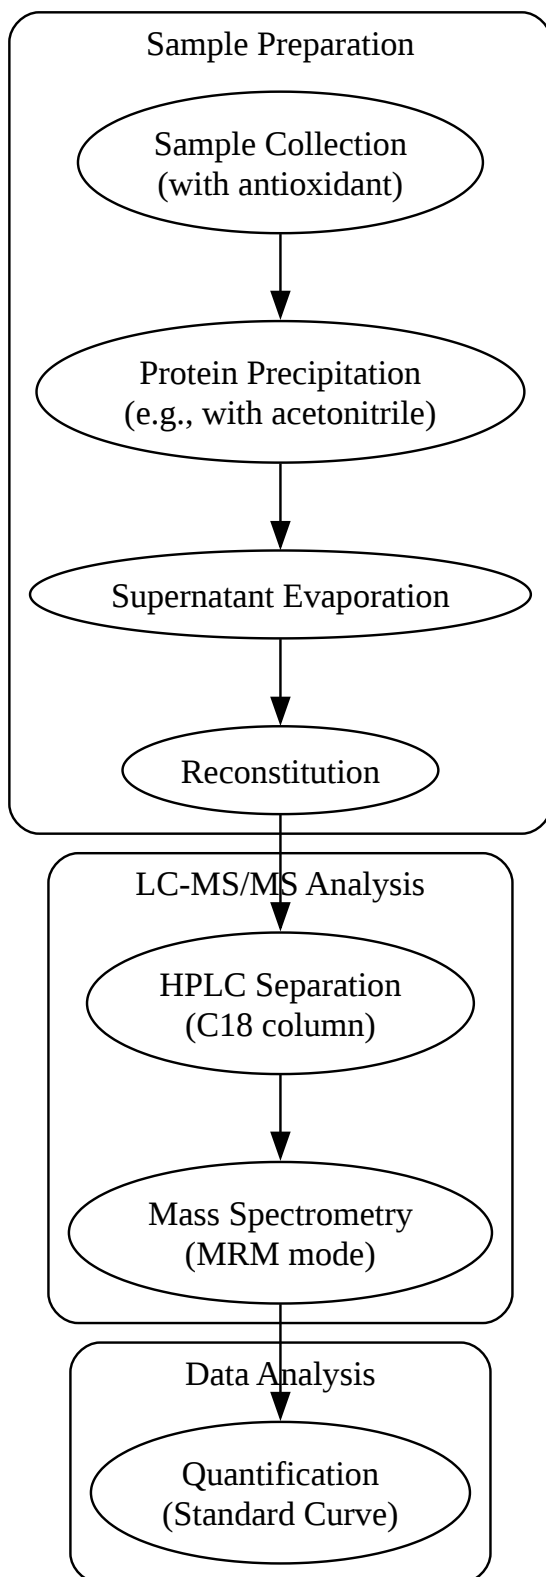 Sample Preparation
Sample Collection
(with antioxidant)
Protein Precipitation
(e.g., with acetonitrile)
Supernatant Evaporation
Reconstitution
LC-MS/MS Analysis
HPLC Separation
(C18 column)
Mass Spectrometry
(MRM mode)
Data Analysis
Quantification
(Standard Curve)